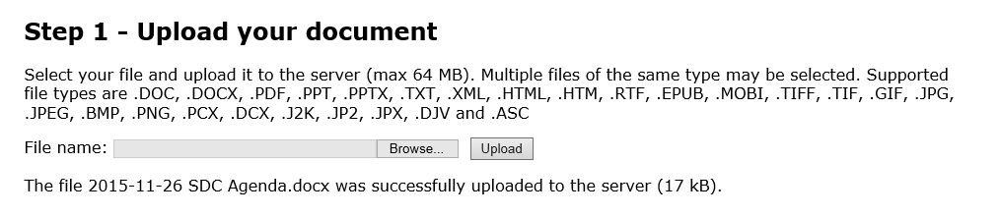 Step 1 - Upload your document
Select your file and upload it to the server (max 64 MB). Multiple files of the same type may be selected. Supported
file types are .DOC, .DOCX, .PDF, .PPT, .PPTX, .TXT, .XML, .HTML, .HTM, .RTF, .EPUB, .MOBI, .TIFF, .TIF, .GIF, .JPG,
.JPEG, .BMP, .PNG, .PCX, .DCX, .J2K, .JP2, .JPX, .DJV and .ASC
File name: Browse... Upload
The file 2015-11-26 SDC Agenda.docx was successfully uploaded to the server (17 kB).